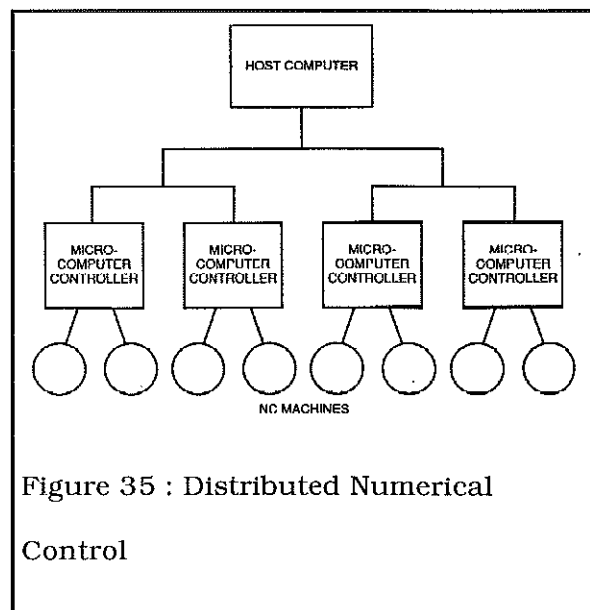 HOST COMPUTER
MICRO-
COMPUTER
CONTROLLER
MICRO-
COMPUTER
CONTROLLER
MICRO-
COMPUTER
CONTROLLER
MICRO-
COMPUTER
CONTROLLER
NC MACHINES
Figure 35 : Distributed Numerical
Control